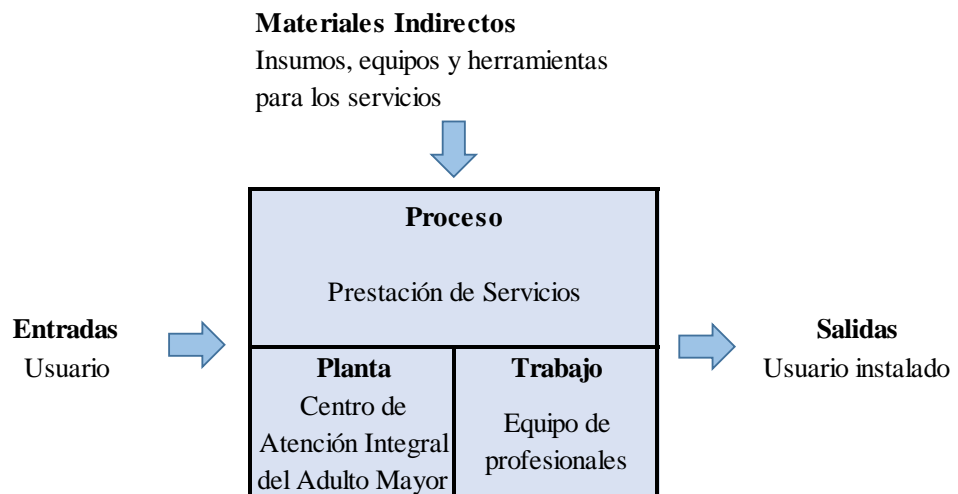 Materiales Indirectos
Insumos, equipos y herramientas
para los servicios
Proceso
Prestación de Servicios
Entradas
Usuario
Salidas
Usuario instalado
Planta
Centro de
Atención Integral
del Adulto Mayor
Trabajo
Equipo de
profesionales